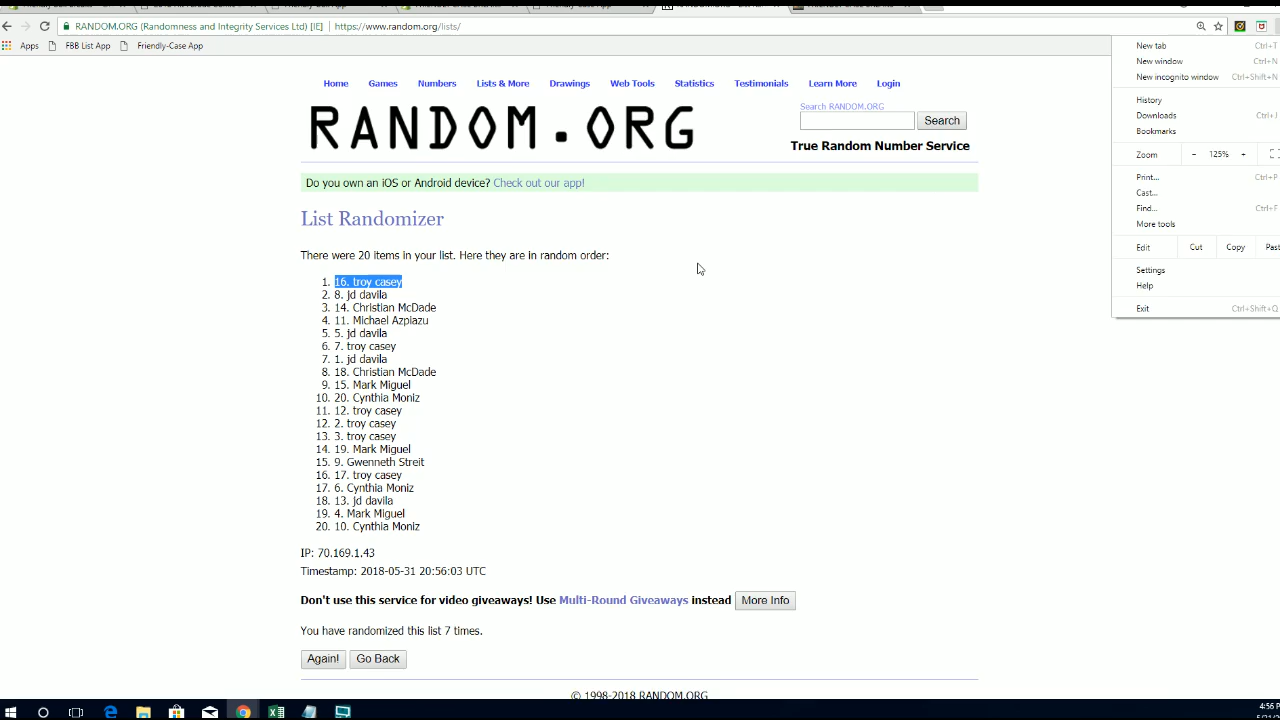 RANDOM.ORG (Randomness and Integrity Services Ltd) [IE] https://www.random.org/lists/
Apps FBB List App Friendly-Case App
Home Games Numbers Lists & More Drawings Web Tools Statistics Testimonials Learn More Login
RANDOM.ORG
Search RANDOM.ORG
Search
True Random Number Service
Do you own an iOS or Android device? Check out our app!
List Randomizer
There were 20 items in your list. Here they are in random order:
1. 16. troy casey
2. 8. jd davila
3. 14. Christian McDade
4. 11. Michael Azpiazu
5. 5. jd davila
6. 7. troy casey
7. 1. jd davila
8. 18. Christian McDade
9. 15. Mark Miguel
10. 20. Cynthia Moniz
11. 12. troy casey
12. 2. troy casey
13. 3. troy casey
14. 19. Mark Miguel
15. 9. Gwenneth Streit
16. 17. troy casey
17. 6. Cynthia Moniz
18. 13. jd davila
19. 4. Mark Miguel
20. 10. Cynthia Moniz
IP: 70.169.1.43
Timestamp: 2018-05-31 20:56:03 UTC
Don't use this service for video giveaways! Use Multi-Round Giveaways instead More Info
You have randomized this list 7 times.
Again! Go Back
© 1998-2018 RANDOM.ORG
New tab Ctrl+T
New window Ctrl+N
New incognito window Ctrl+Shift+N
History
Downloads Ctrl+J
Bookmarks
Zoom − 125% +
Print... Ctrl+P
Cast...
Find... Ctrl+F
More tools
Edit Cut Copy Past
Settings
Help
Exit Ctrl+Shift+Q
4:56 P